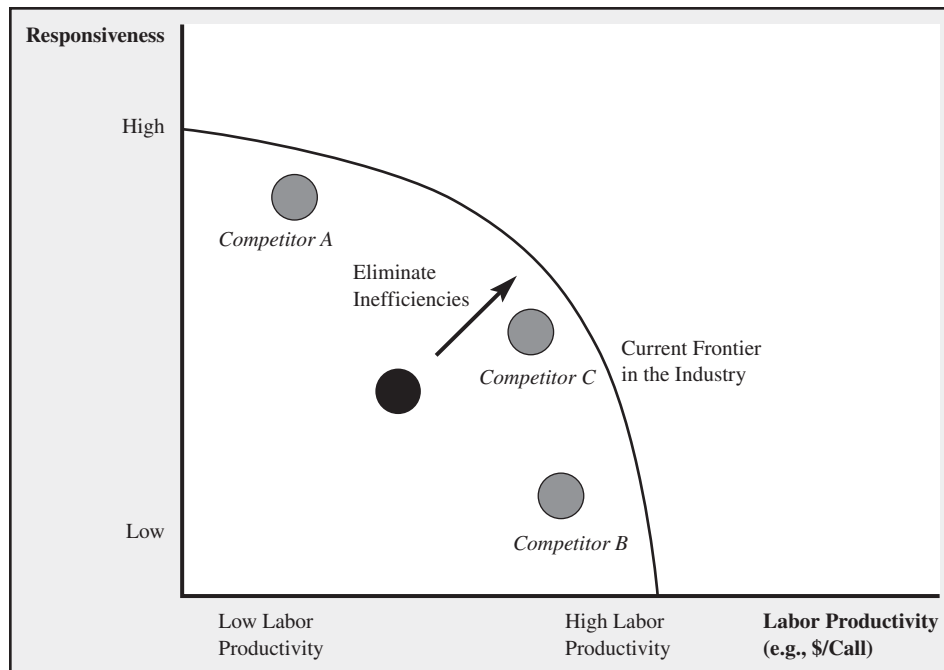 Responsiveness
High
Competitor A
Eliminate
Inefficiencies
Current Frontier
in the Industry
Competitor C
Low
Competitor B
Low Labor
Productivity
High Labor
Productivity
Labor Productivity
(e.g., $/Call)